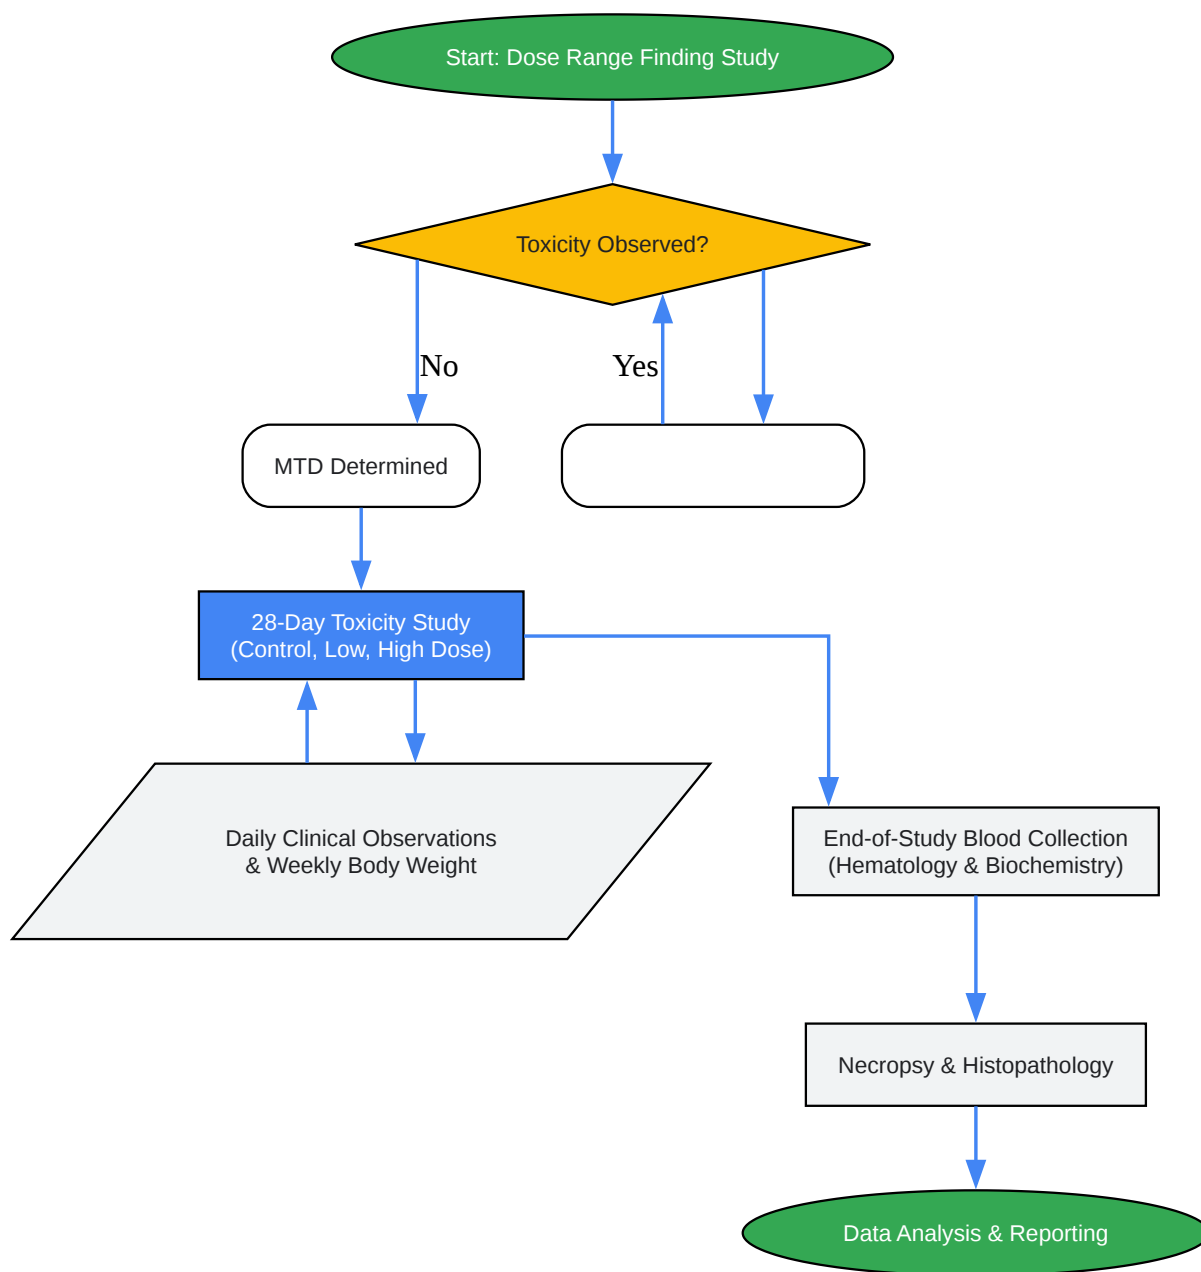 Start: Dose Range Finding Study
Toxicity Observed?
No
Yes
MTD Determined
28-Day Toxicity Study
(Control, Low, High Dose)
Daily Clinical Observations
& Weekly Body Weight
End-of-Study Blood Collection
(Hematology & Biochemistry)
Necropsy & Histopathology
Data Analysis & Reporting